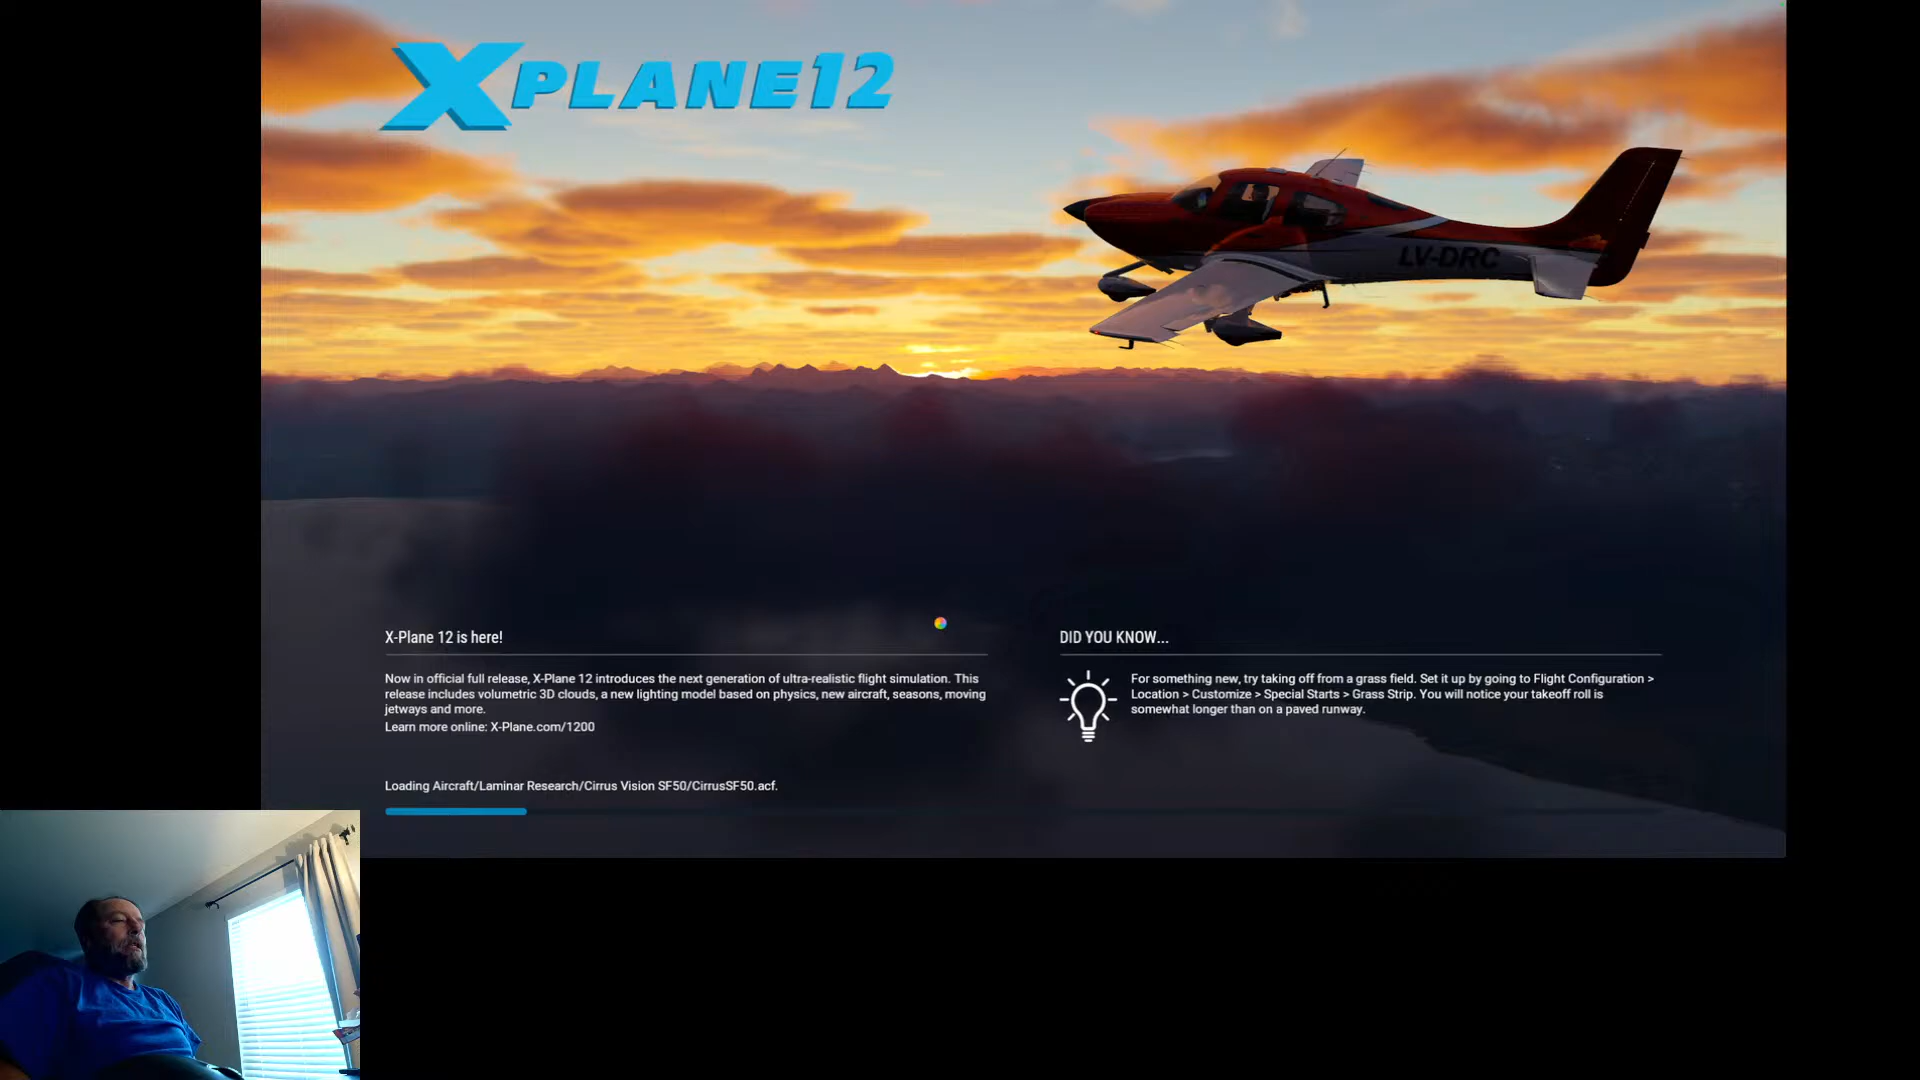 XPLANE12
LV-DRC
X-Plane 12 is here!
Now in official full release, X-Plane 12 introduces the next generation of ultra-realistic flight simulation. This
release includes volumetric 3D clouds, a new lighting model based on physics, new aircraft, seasons, moving
jetways and more.
Learn more online: X-Plane.com/1200
DID YOU KNOW...
For something new, try taking off from a grass field. Set it up by going to Flight Configuration >
Location > Customize > Special Starts > Grass Strip. You will notice your takeoff roll is
somewhat longer than on a paved runway.
Loading Aircraft/Laminar Research/Cirrus Vision SF50/CirrusSF50.acf.